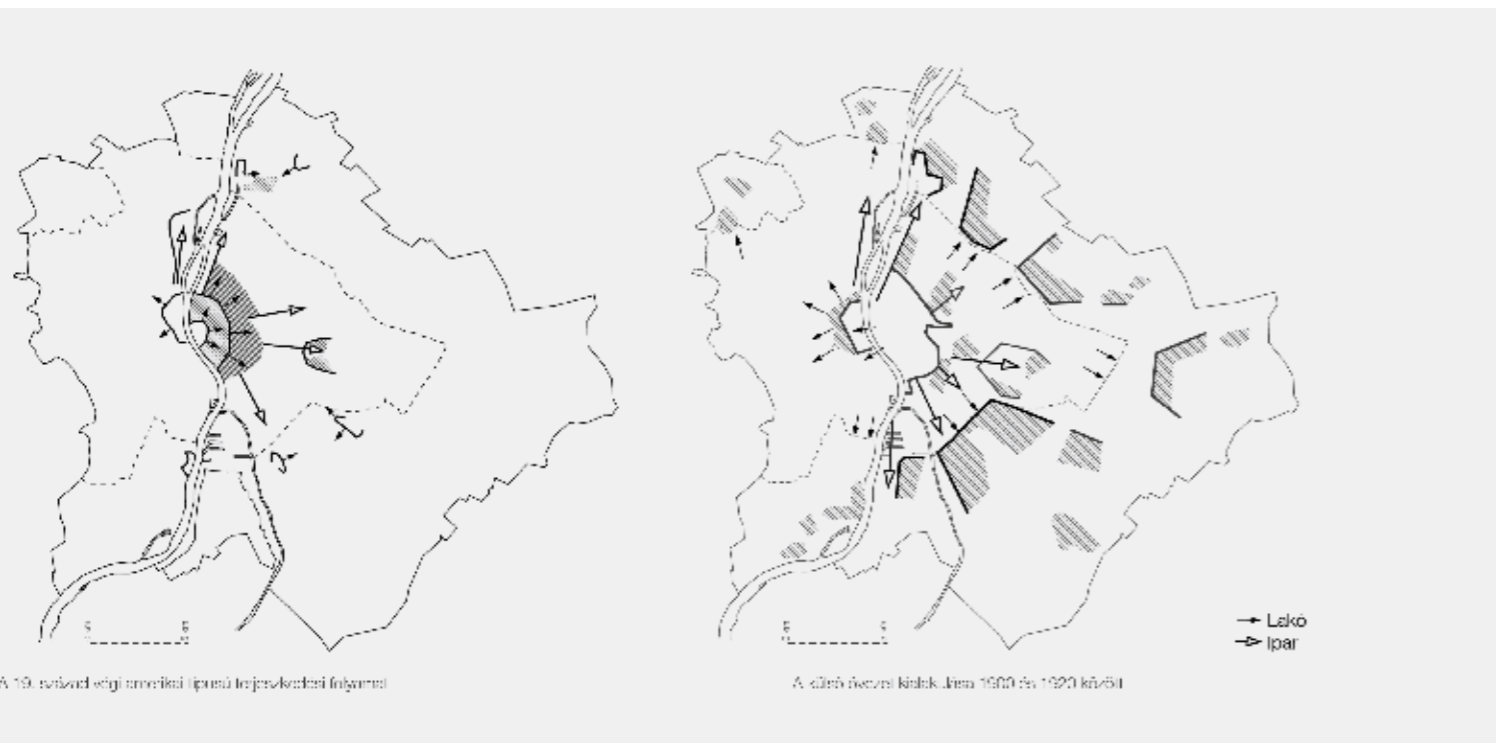 Lakó
Ipar
A 19. század végi amerikai típusú terjeszkedési folyamat
A külső övezet kialakulása 1900 és 1920 között